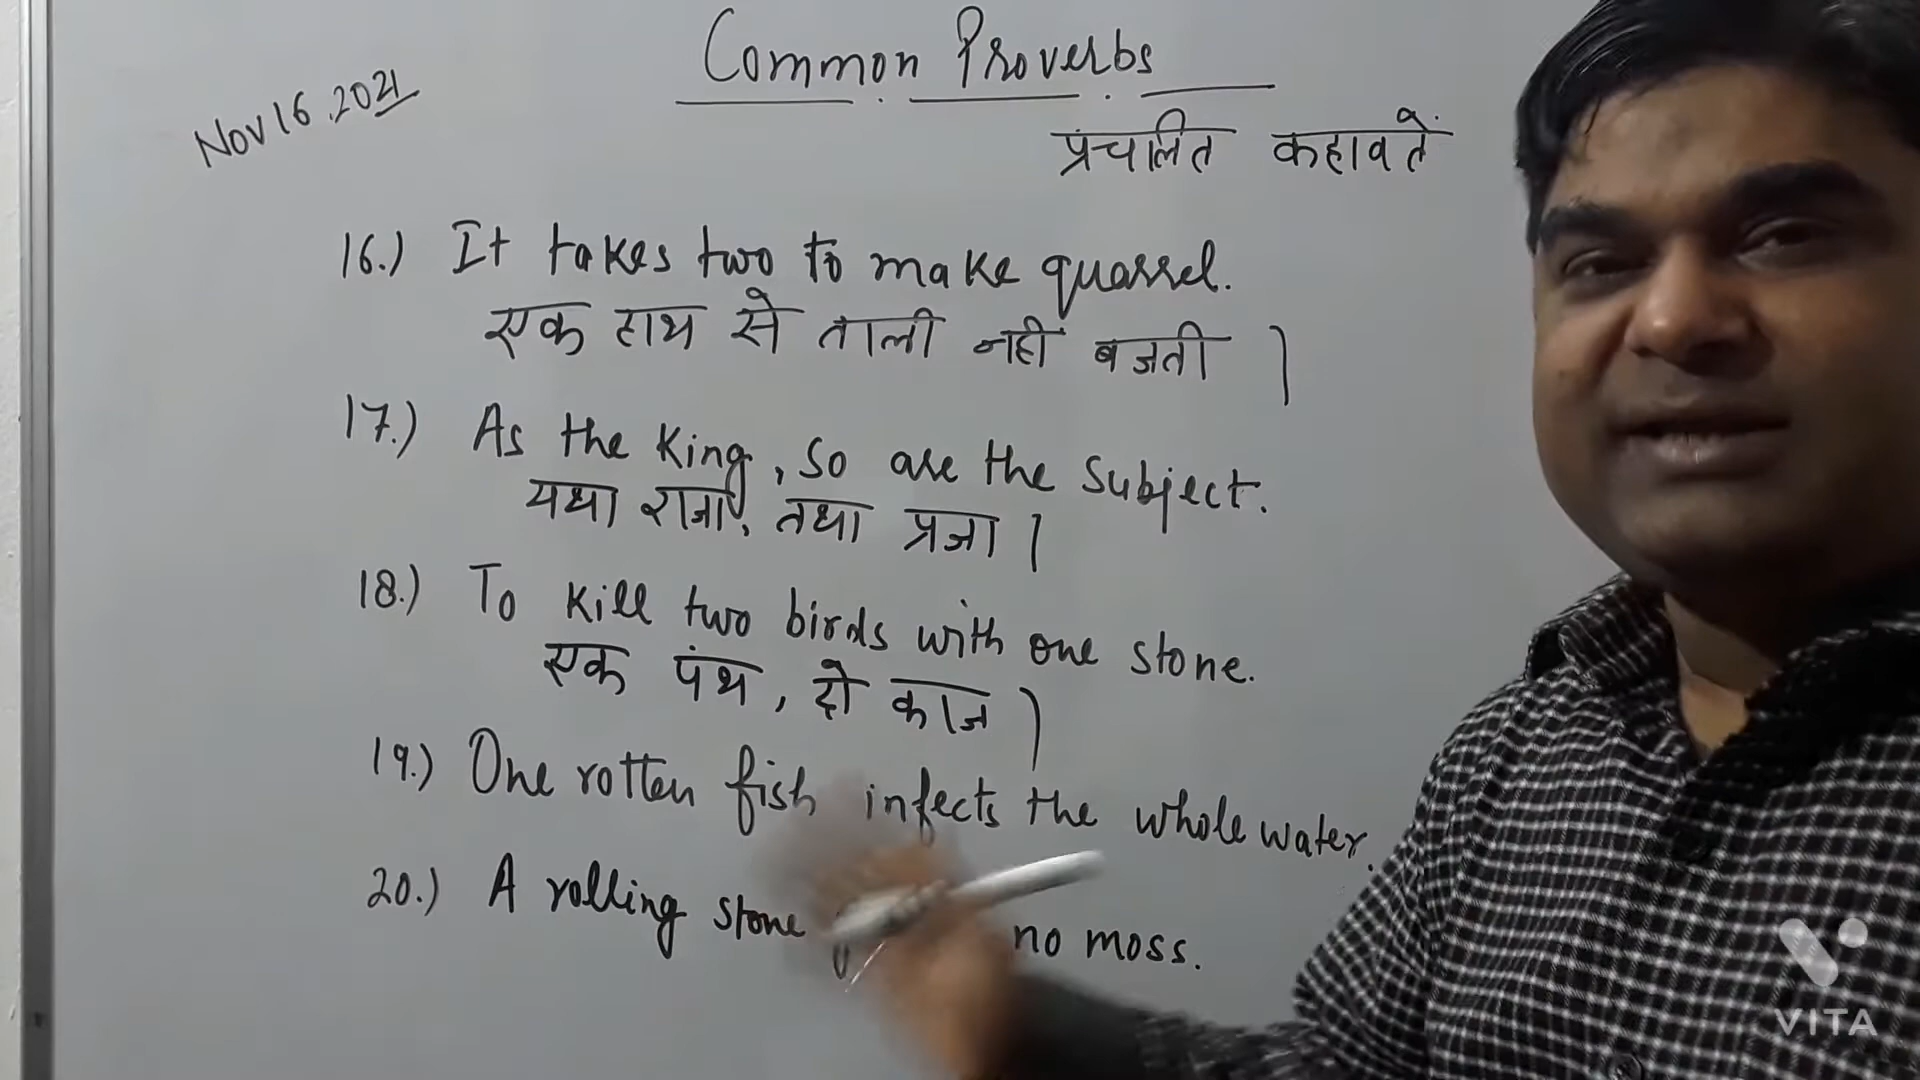 Common Proverbs
Nov 16, 2021
प्रचलित कहावतें
16.) It takes two to make quarrel.
एक हाथ से ताली नहीं बजती।
17.) As the King, So are the Subject.
यथा राजा, तथा प्रजा।
18.) To kill two birds with one stone.
एक पंथ, दो काज।
19.) One rotten fish infects the whole water.
20.) A rolling stone no moss.
VITA